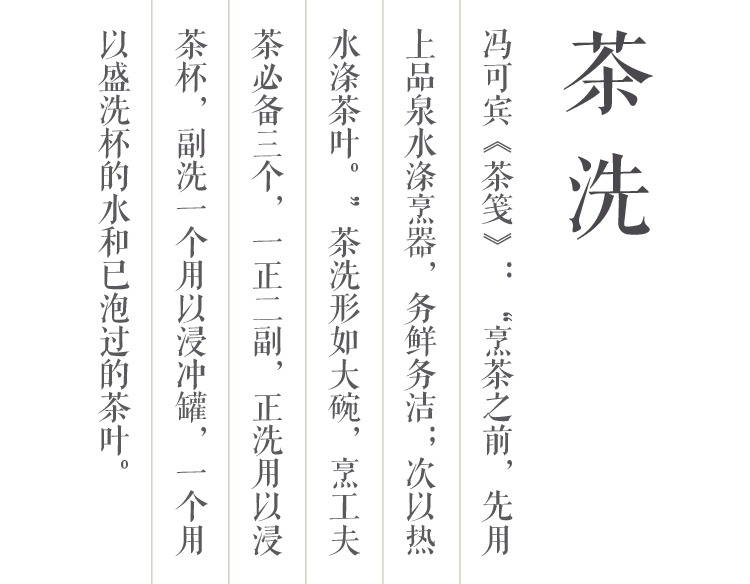 茶洗
冯可宾《茶笺》：“烹茶之前，先用
上品泉水涤烹器，务鲜务洁；次以热
水涤茶叶。”茶洗形如大碗，烹工夫
茶必备三个，一正二副，正洗用以浸
茶杯，副洗一个用以浸冲罐，一个用
以盛洗杯的水和已泡过的茶叶。